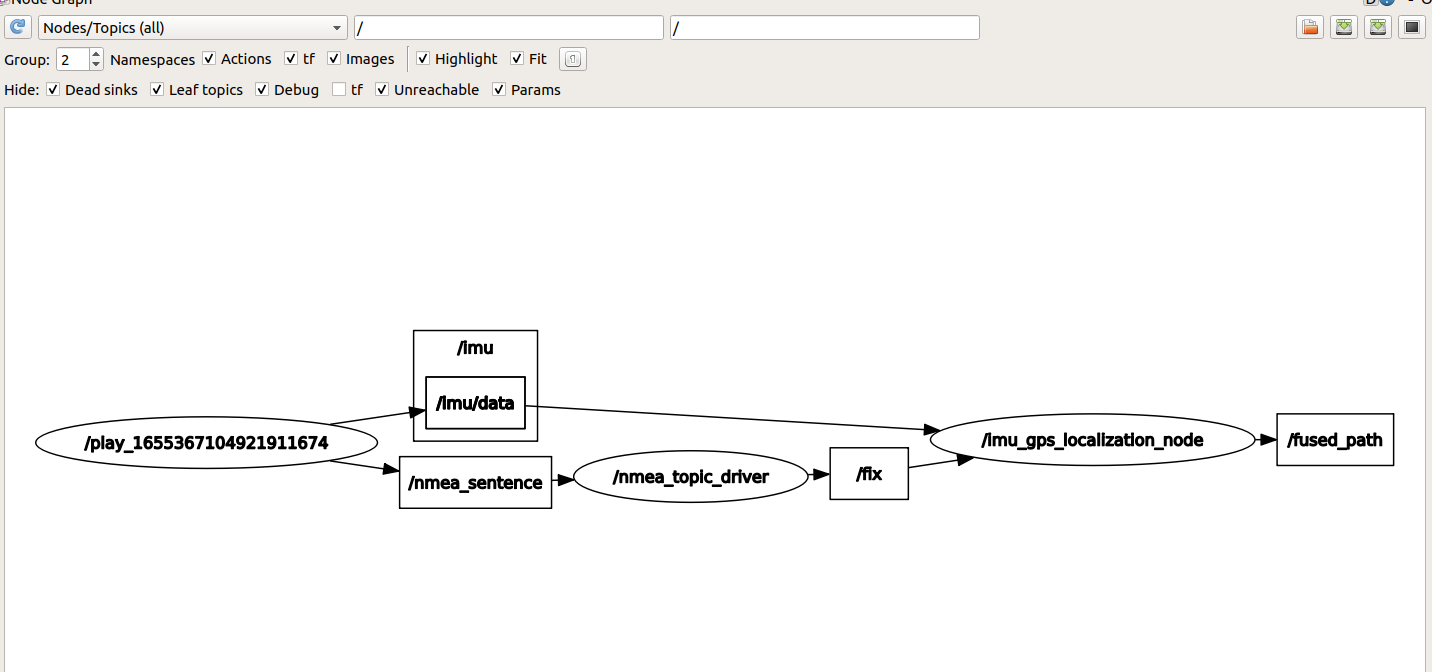 Node Graph
Nodes/Topics (all) / /
Group: 2 Namespaces Actions tf Images Highlight Fit
Hide: Dead sinks Leaf topics Debug tf Unreachable Params
/imu
/imu/data
/play_1655367104921911674
/nmea_sentence
/nmea_topic_driver
/fix
/imu_gps_localization_node
/fused_path